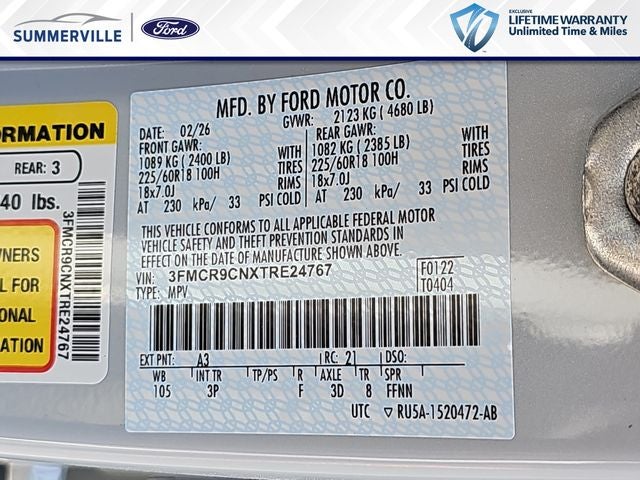 SUMMERVILLE
Ford
EXCLUSIVE
LIFETIME WARRANTY
Unlimited Time & Miles
ORMATION
REAR: 3
40 lbs.
WNERS
L FOR
ONAL
ATION
3FMCR9CNXTRE24767
MFD. BY FORD MOTOR CO.
DATE: 02/26 GVWR: 2123 KG ( 4680 LB)
FRONT GAWR: REAR GAWR:
1089 KG ( 2400 LB) WITH 1082 KG ( 2385 LB) WITH
225/60R18 100H TIRES 225/60R18 100H TIRES
18x7.0J RIMS 18x7.0J RIMS
AT 230 kPa/ 33 PSI COLD AT 230 kPa/ 33 PSI COLD
THIS VEHICLE CONFORMS TO ALL APPLICABLE FEDERAL MOTOR
VEHICLE SAFETY AND THEFT PREVENTION STANDARDS IN
EFFECT ON THE DATE OF MANUFACTURE SHOWN ABOVE.
VIN: 3FMCR9CNXTRE24767 F0122
TYPE: MPV T0404
EXT PNT: A3 RC: 21 DSO:
WB INT TR TP/PS R AXLE TR SPR
105 3P F 3D 8 FFNN
UTC ▽ RU5A-1520472-AB